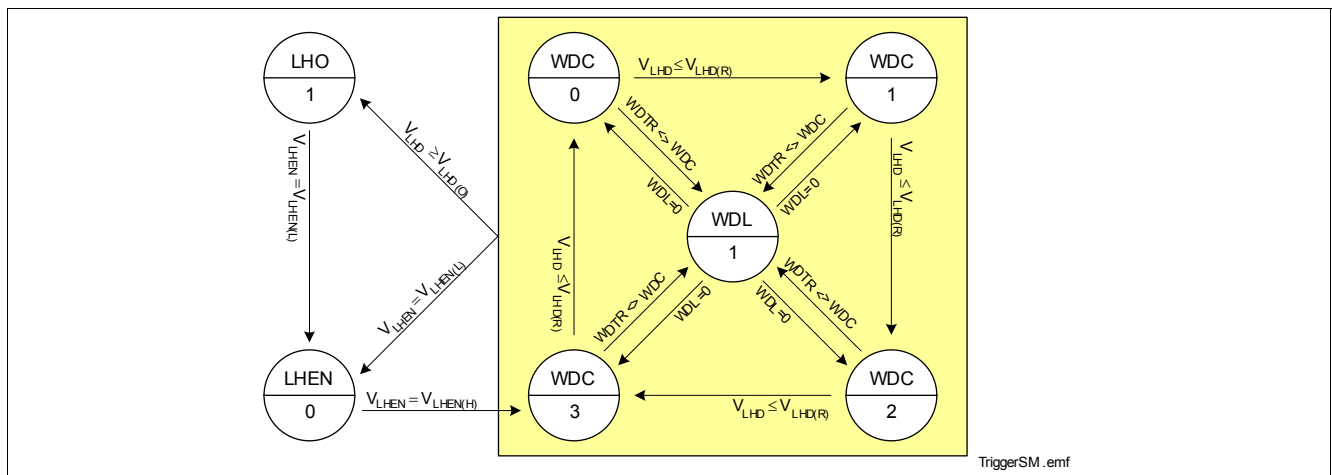 LHO
1
WDC
0
V_LHD ≤ V_LHD(R)
WDC
1
V_LHEN = V_LHEN(L)
V_LHD ≥ V_LHD(O)
WDTR <> WDC
WDL=0
WDTR <> WDC
WDL=0
V_LHD ≤ V_LHD(R)
WDL
1
V_LHD ≤ V_LHD(R)
V_LHEN = V_LHEN(L)
WDTR <> WDC
WDL=0
WDTR <> WDC
WDL=0
LHEN
0
V_LHEN = V_LHEN(H)
WDC
3
V_LHD ≤ V_LHD(R)
WDC
2
TriggerSM.emf